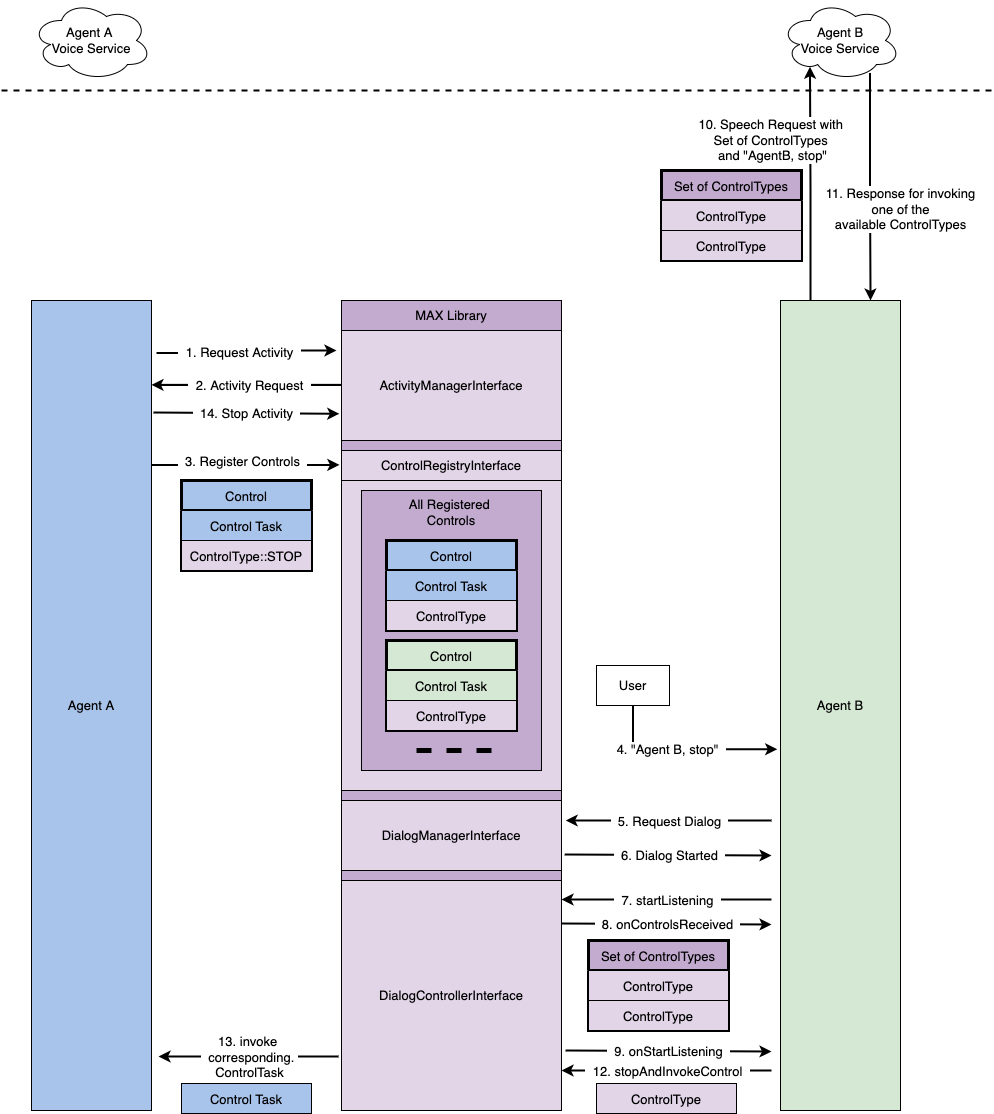 Agent A
Voice Service
Agent B
Voice Service
10. Speech Request with
Set of ControlTypes
and "AgentB, stop"
Set of ControlTypes
ControlType
ControlType
11. Response for invoking
one of the
available ControlTypes
MAX Library
1. Request Activity
2. Activity Request
14. Stop Activity
ActivityManagerInterface
3. Register Controls
ControlRegistryInterface
Control
Control Task
ControlType::STOP
All Registered
Controls
Control
Control Task
ControlType
Control
Control Task
ControlType
Agent A
User
Agent B
4. "Agent B, stop"
5. Request Dialog
DialogManagerInterface
6. Dialog Started
7. startListening
8. onControlsReceived
Set of ControlTypes
ControlType
ControlType
DialogControllerInterface
13. invoke
corresponding.
ControlTask
Control Task
9. onStartListening
12. stopAndInvokeControl
ControlType